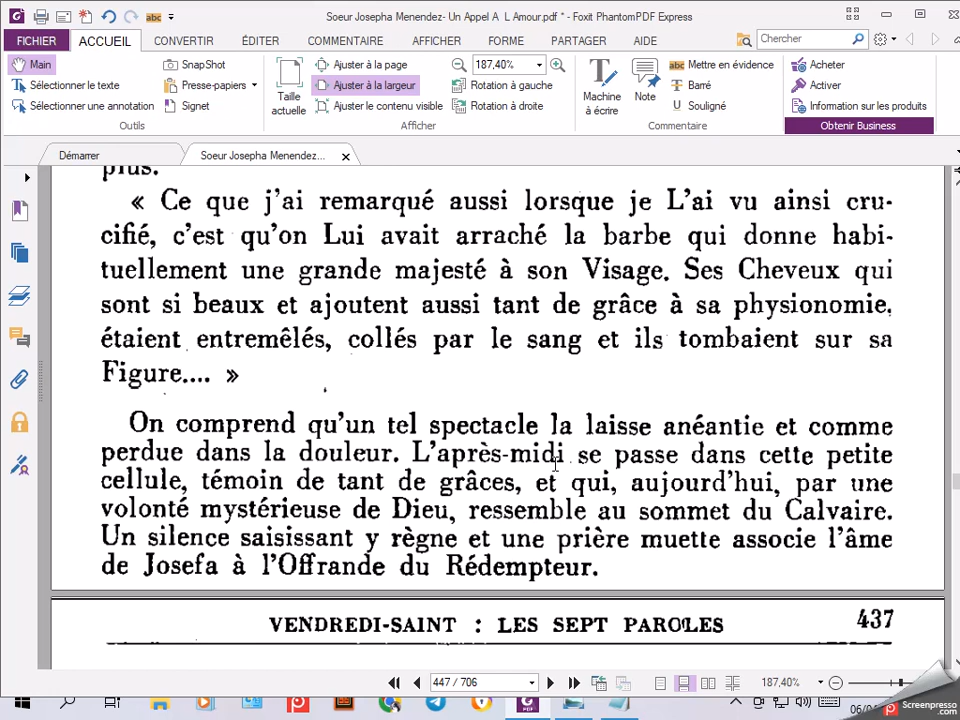 Soeur Josepha Menendez- Un Appel A L Amour.pdf * - Foxit PhantomPDF Express
FICHIER ACCUEIL CONVERTIR ÉDITER COMMENTAIRE AFFICHER FORME PARTAGER AIDE Chercher
Main
Sélectionner le texte
Sélectionner une annotation
SnapShot
Presse-papiers
Signet
Outils
Taille
actuelle
Ajuster à la page
Ajuster à la largeur
Ajuster le contenu visible
187,40%
Rotation à gauche
Rotation à droite
Afficher
Machine
à écrire
Note
Mettre en évidence
Barré
Souligné
Commentaire
Acheter
Activer
Information sur les produits
Obtenir Business
Démarrer
Soeur Josepha Menendez...
plus.
« Ce que j'ai remarqué aussi lorsque je L'ai vu ainsi cru-
cifié, c'est qu'on Lui avait arraché la barbe qui donne habi-
tuellement une grande majesté à son Visage. Ses Cheveux qui
sont si beaux et ajoutent aussi tant de grâce à sa physionomie,
étaient entremêlés, collés par le sang et ils tombaient sur sa
Figure.... »
On comprend qu'un tel spectacle la laisse anéantie et comme
perdue dans la douleur. L'après-midi se passe dans cette petite
cellule, témoin de tant de grâces, et qui, aujourd'hui, par une
volonté mystérieuse de Dieu, ressemble au sommet du Calvaire.
Un silence saisissant y règne et une prière muette associe l'âme
de Josefa à l'Offrande du Rédempteur.
VENDREDI-SAINT : LES SEPT PAROLES 437
447 / 706
187,40%
Screenpresso
.com